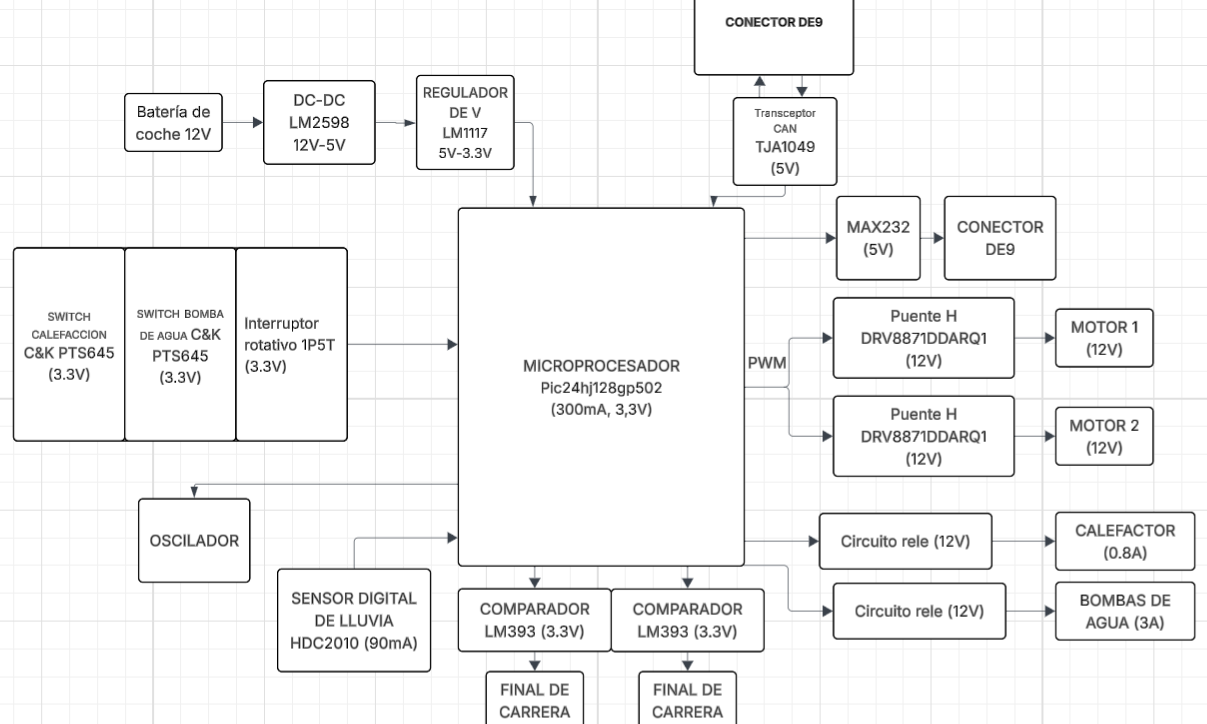 CONECTOR DE9
Batería de
coche 12V
DC-DC
LM2598
12V-5V
REGULADOR
DE V
LM1117
5V-3.3V
Transceptor
CAN
TJA1049
(5V)
MAX232
(5V)
CONECTOR
DE9
SWITCH
CALEFACCION
C&K PTS645
(3.3V)
SWITCH BOMBA
DE AGUA C&K
PTS645
(3.3V)
Interruptor
rotativo 1P5T
(3.3V)
MICROPROCESADOR
Pic24hj128gp502
(300mA, 3,3V)
PWM
Puente H
DRV8871DDARQ1
(12V)
MOTOR 1
(12V)
Puente H
DRV8871DDARQ1
(12V)
MOTOR 2
(12V)
OSCILADOR
Circuito rele (12V)
CALEFACTOR
(0.8A)
SENSOR DIGITAL
DE LLUVIA
HDC2010 (90mA)
COMPARADOR
LM393 (3.3V)
COMPARADOR
LM393 (3.3V)
Circuito rele (12V)
BOMBAS DE
AGUA (3A)
FINAL DE
CARRERA
FINAL DE
CARRERA